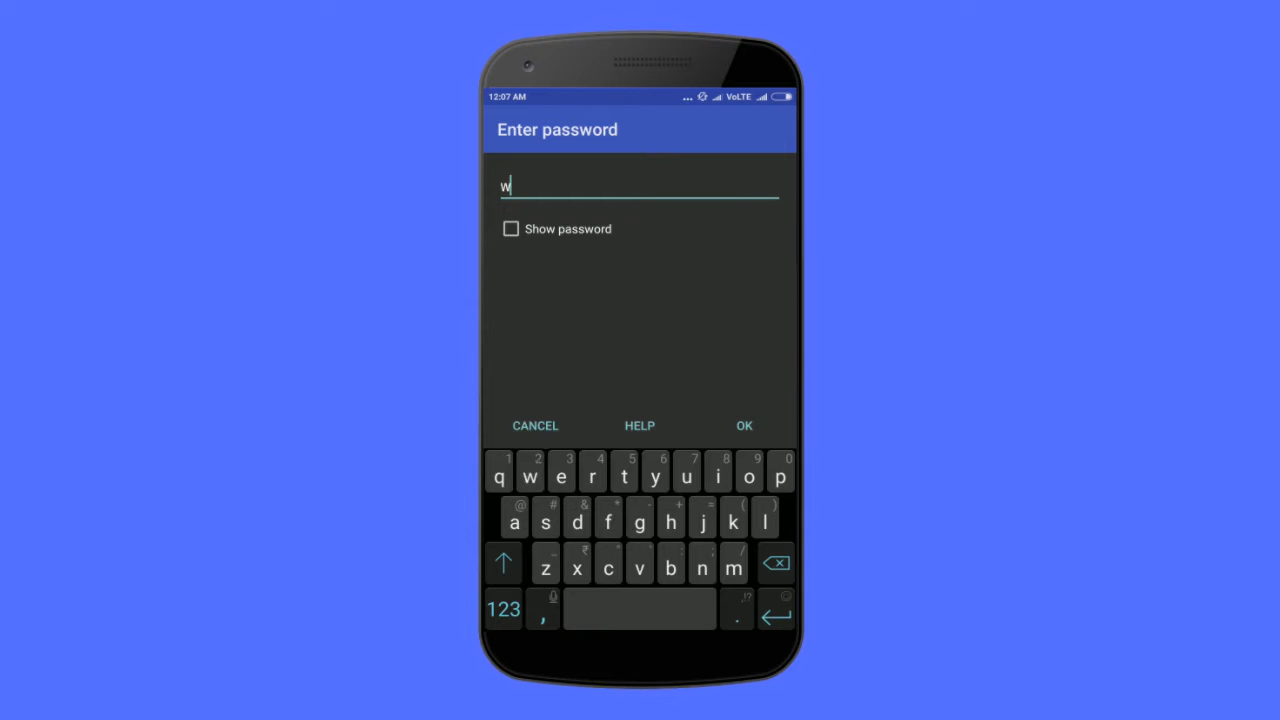 12:07 AM ... VoLTE
Enter password
w
Show password
CANCEL HELP OK
1 2 3 4 5 6 7 8 9 0
q w e r t y u i o p
@ # & * - + = ( )
a s d f g h j k l
_ ₹ " ' : ; /
z x c v b n m
,!?
123 , .